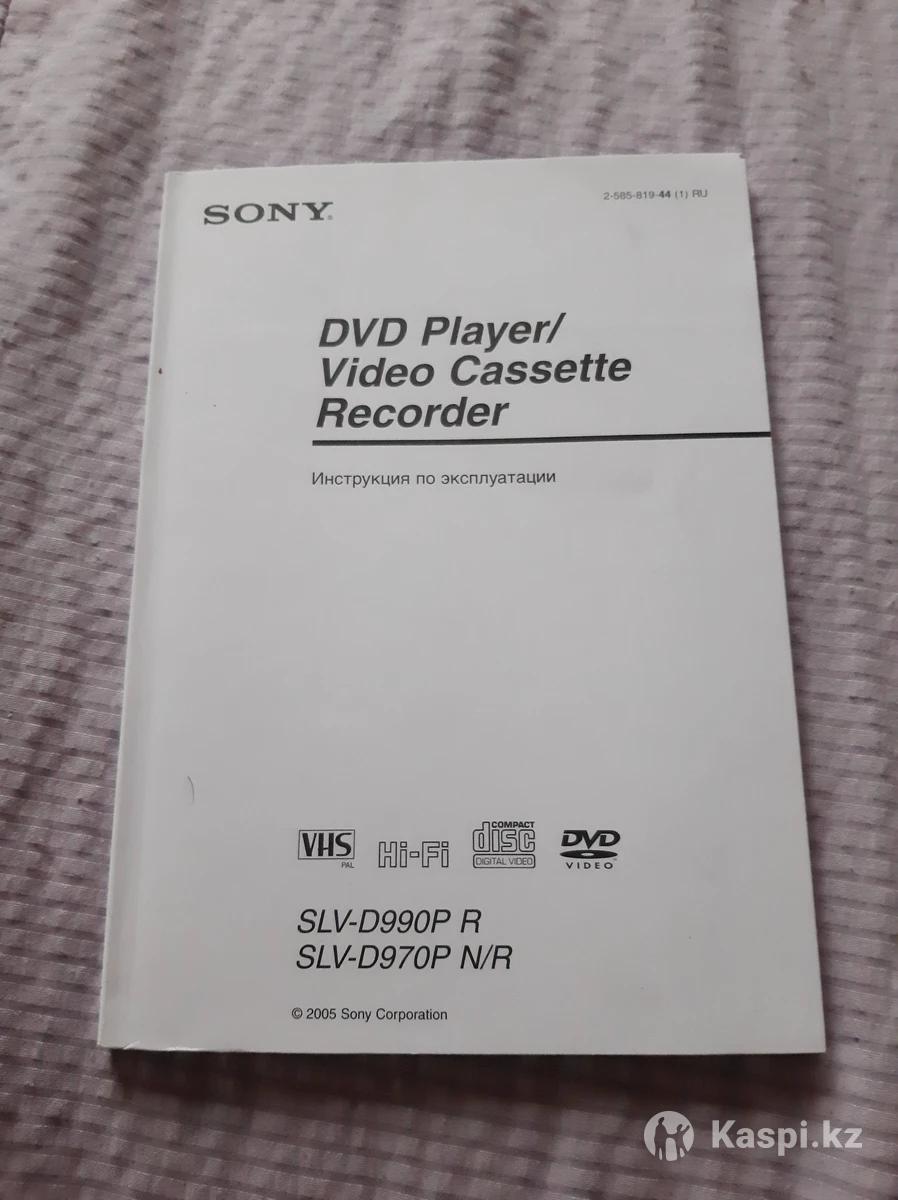 SONY®
2-585-819-44 (1) RU
DVD Player/
Video Cassette
Recorder
Инструкция по эксплуатации
VHS
PAL
Hi-Fi
COMPACT
disc
DIGITAL VIDEO
DVD
VIDEO
SLV-D990P R
SLV-D970P N/R
© 2005 Sony Corporation
Kaspi.kz